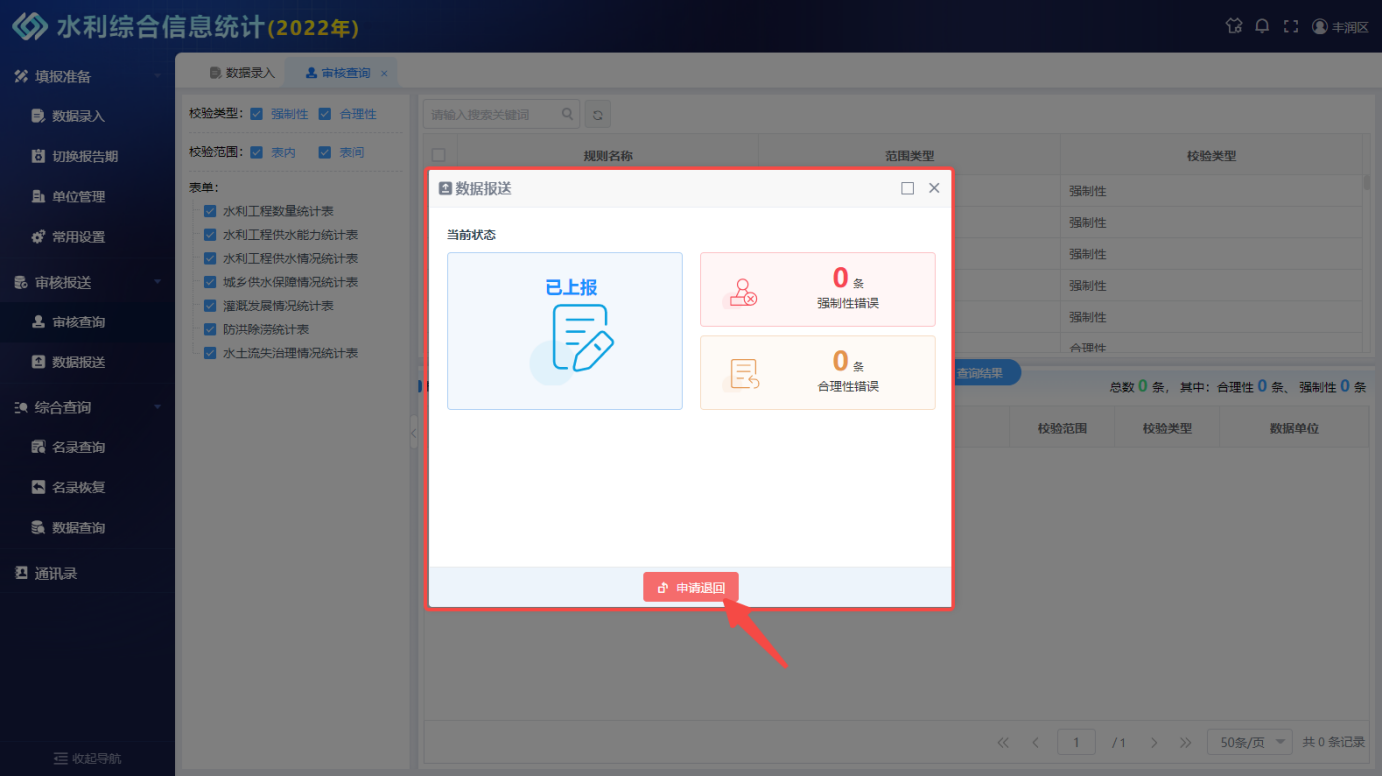 水利综合信息统计(2022年)
丰润区
填报准备
数据录入
切换报告期
单位管理
常用设置
审核报送
审核查询
数据报送
综合查询
名录查询
名录恢复
数据查询
通讯录
收起导航
数据录入
审核查询 ×
校验类型: 强制性 合理性
校验范围: 表内 表间
表单:
水利工程数量统计表
水利工程供水能力统计表
水利工程供水情况统计表
城乡供水保障情况统计表
灌溉发展情况统计表
防洪除涝统计表
水土流失治理情况统计表
请输入搜索关键词
规则名称 范围类型 校验类型
强制性
强制性
强制性
强制性
强制性
合理性
数据报送
当前状态
已上报
0 条
强制性错误
0 条
合理性错误
申请退回
查询结果
总数 0 条, 其中: 合理性 0 条、 强制性 0 条
校验范围 校验类型 数据单位
1 /1 50条/页 共 0 条记录